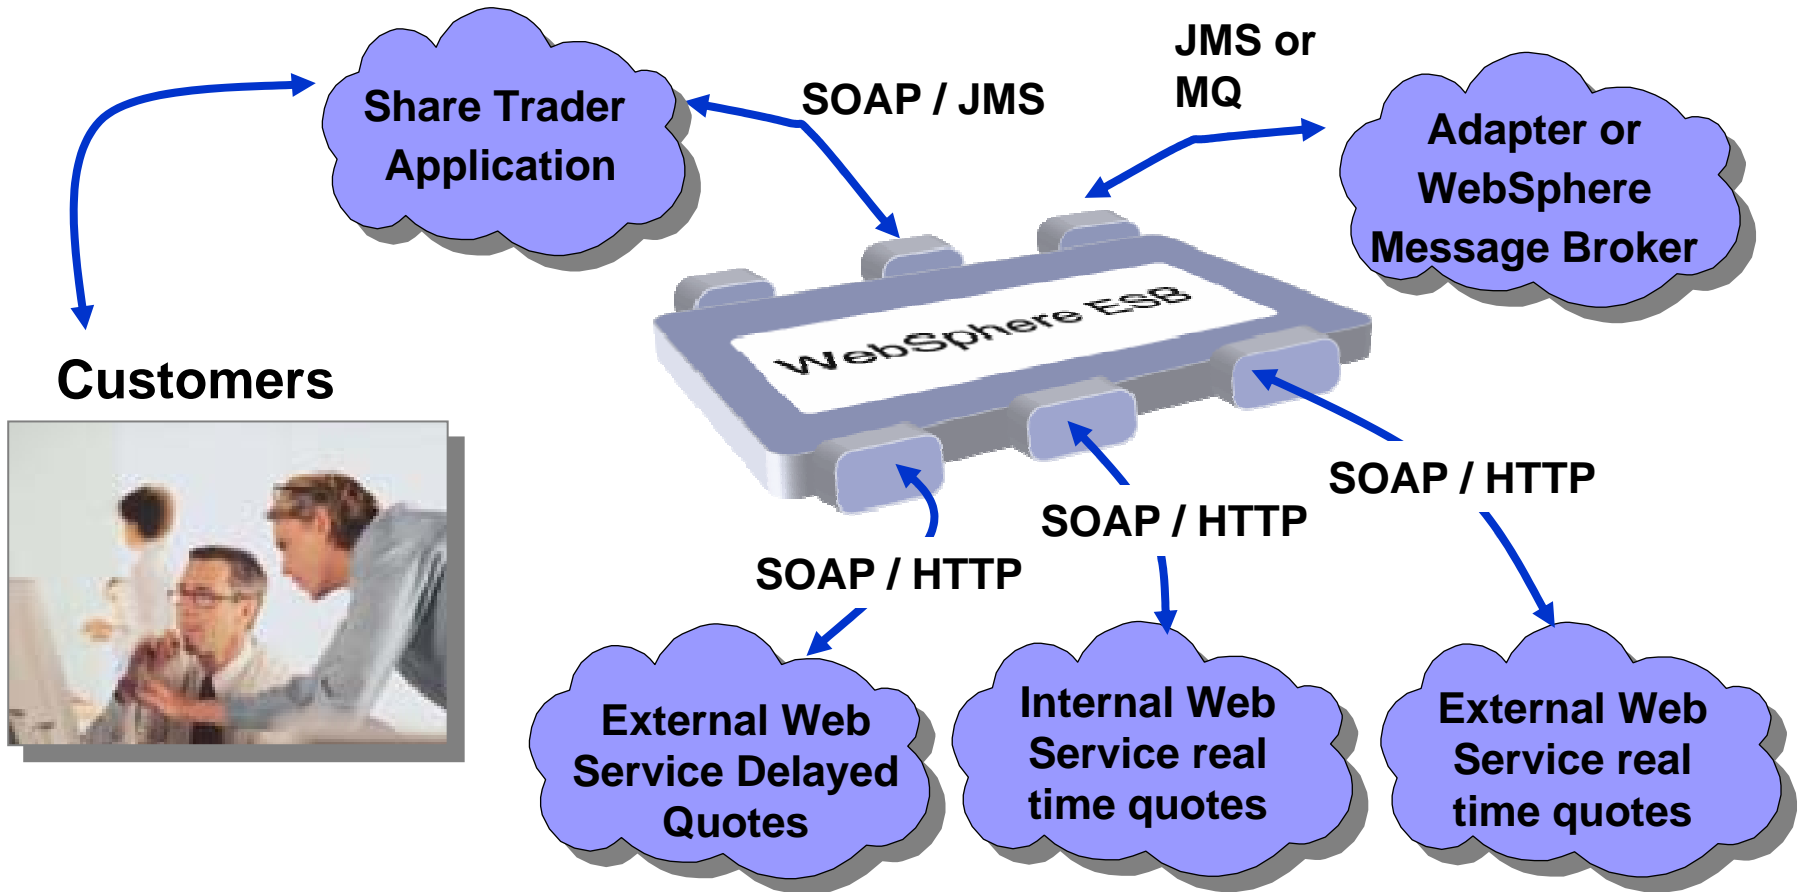 Share Trader
Application
SOAP / JMS
JMS or
MQ
Adapter or
WebSphere
Message Broker
WebSphere ESB
Customers
SOAP / HTTP
SOAP / HTTP
SOAP / HTTP
External Web
Service Delayed
Quotes
Internal Web
Service real
time quotes
External Web
Service real
time quotes